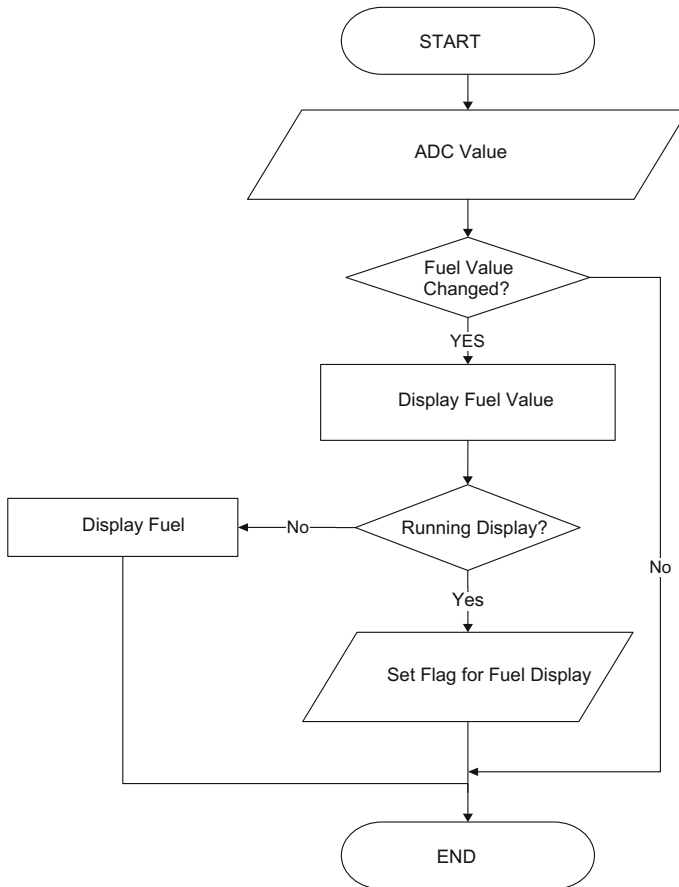 START
ADC Value
Fuel Value
Changed?
YES
Display Fuel Value
Display Fuel
No
Running Display?
No
Yes
Set Flag for Fuel Display
END